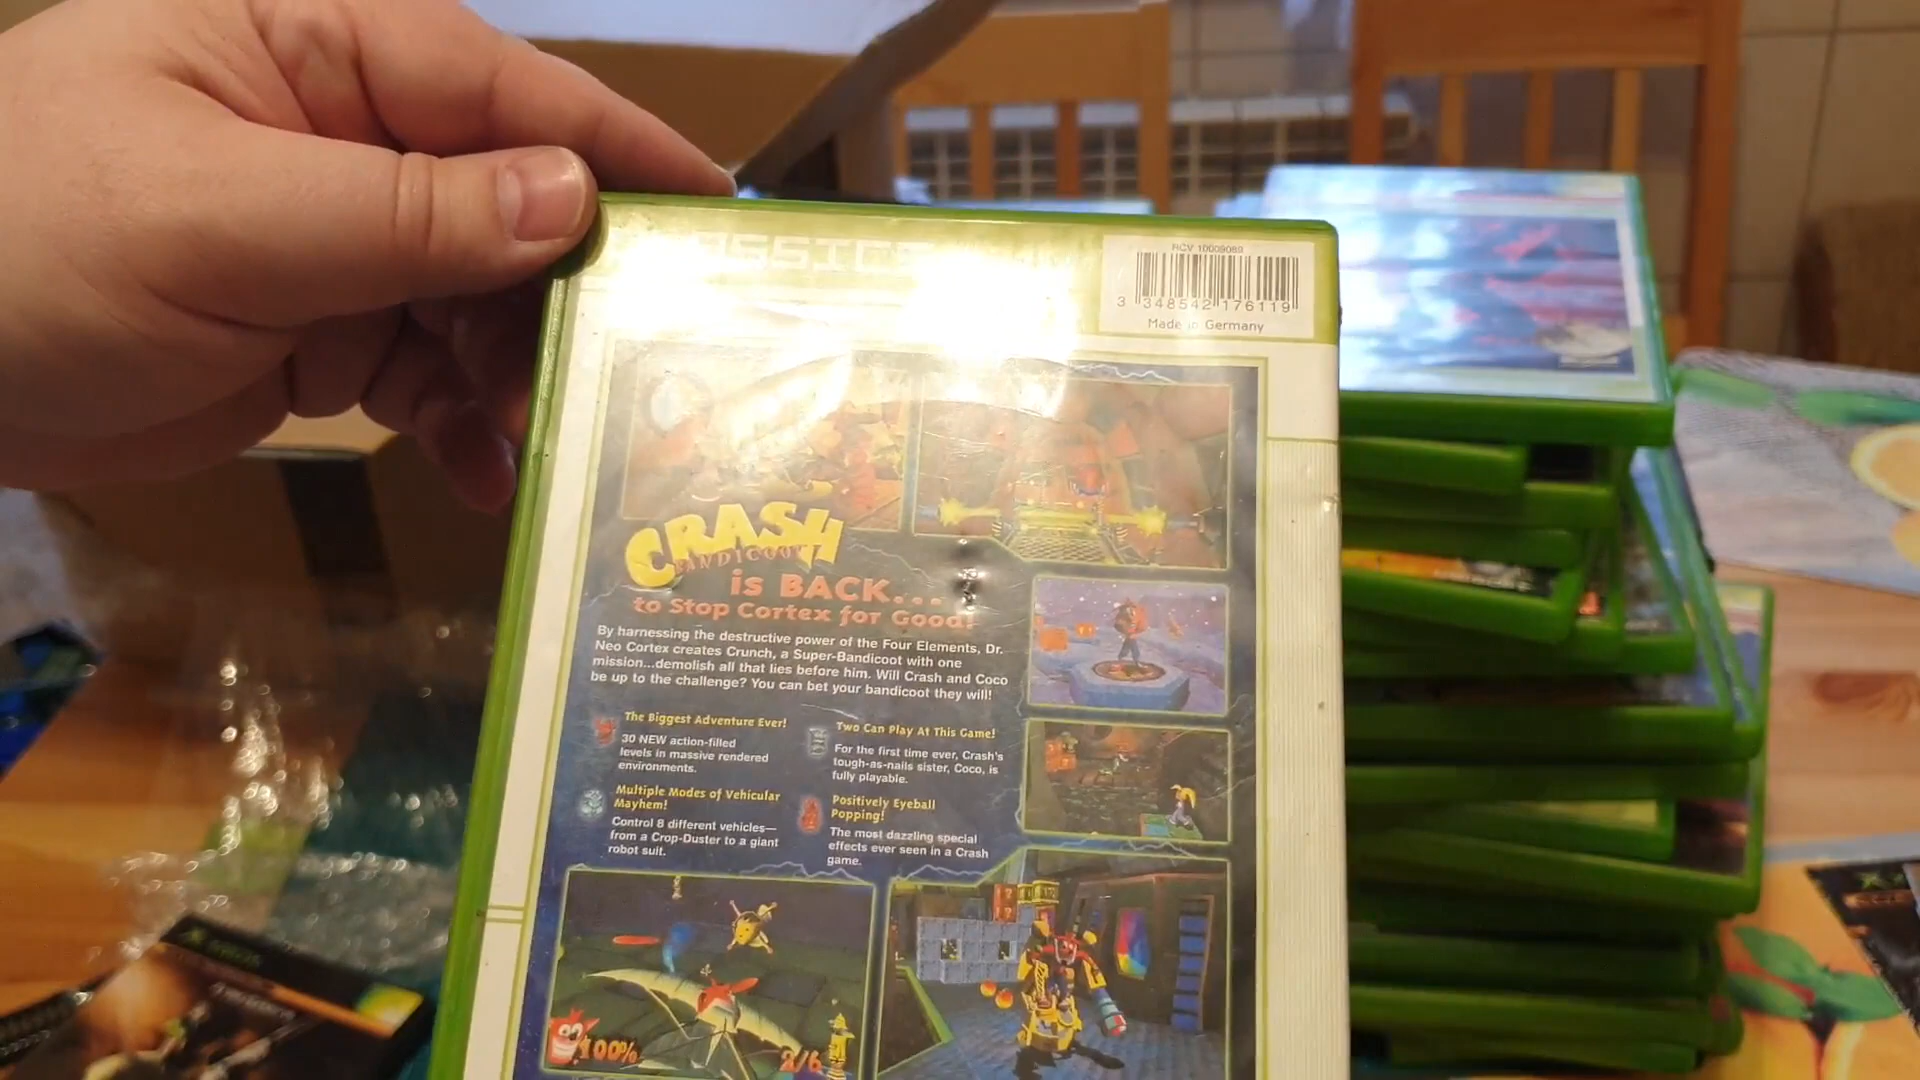 RCV 10009089
3 348542 176119
Made in Germany
CRASH
BANDICOOT
is BACK...
to Stop Cortex for Good!
By harnessing the destructive power of the Four Elements, Dr.
Neo Cortex creates Crunch, a Super-Bandicoot with one
mission...demolish all that lies before him. Will Crash and Coco
be up to the challenge? You can bet your bandicoot they will!
The Biggest Adventure Ever!
30 NEW action-filled
levels in massive rendered
environments.
Multiple Modes of Vehicular
Mayhem!
Control 8 different vehicles—
from a Crop-Duster to a giant
robot suit.
Two Can Play At This Game!
For the first time ever, Crash's
tough-as-nails sister, Coco, is
fully playable.
Positively Eyeball
Popping!
The most dazzling special
effects ever seen in a Crash
game.
100%
2/6